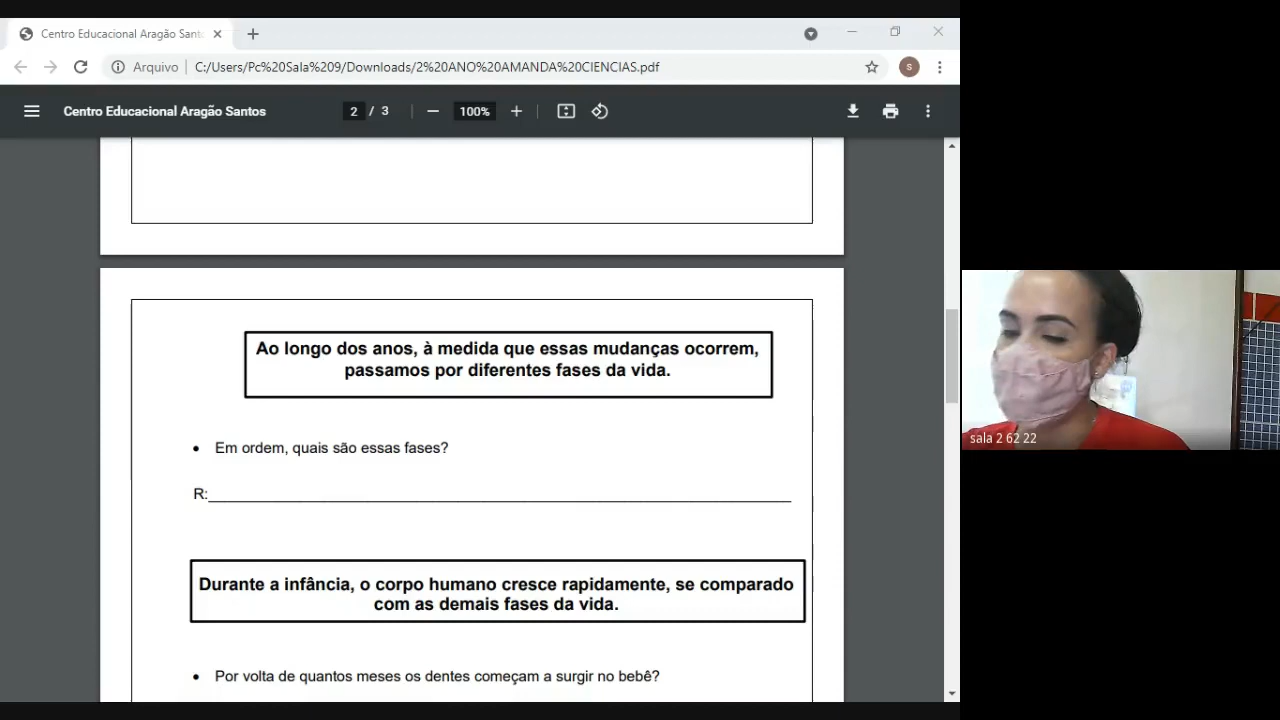 Centro Educacional Aragão Sant
Arquivo | C:/Users/Pc%20Sala%209/Downloads/2%20ANO%20AMANDA%20CIENCIAS.pdf
S
Centro Educacional Aragão Santos
2 / 3
100%
Ao longo dos anos, à medida que essas mudanças ocorrem,
passamos por diferentes fases da vida.
• Em ordem, quais são essas fases?
R:
Durante a infância, o corpo humano cresce rapidamente, se comparado
com as demais fases da vida.
• Por volta de quantos meses os dentes começam a surgir no bebê?
sala 2 62 22